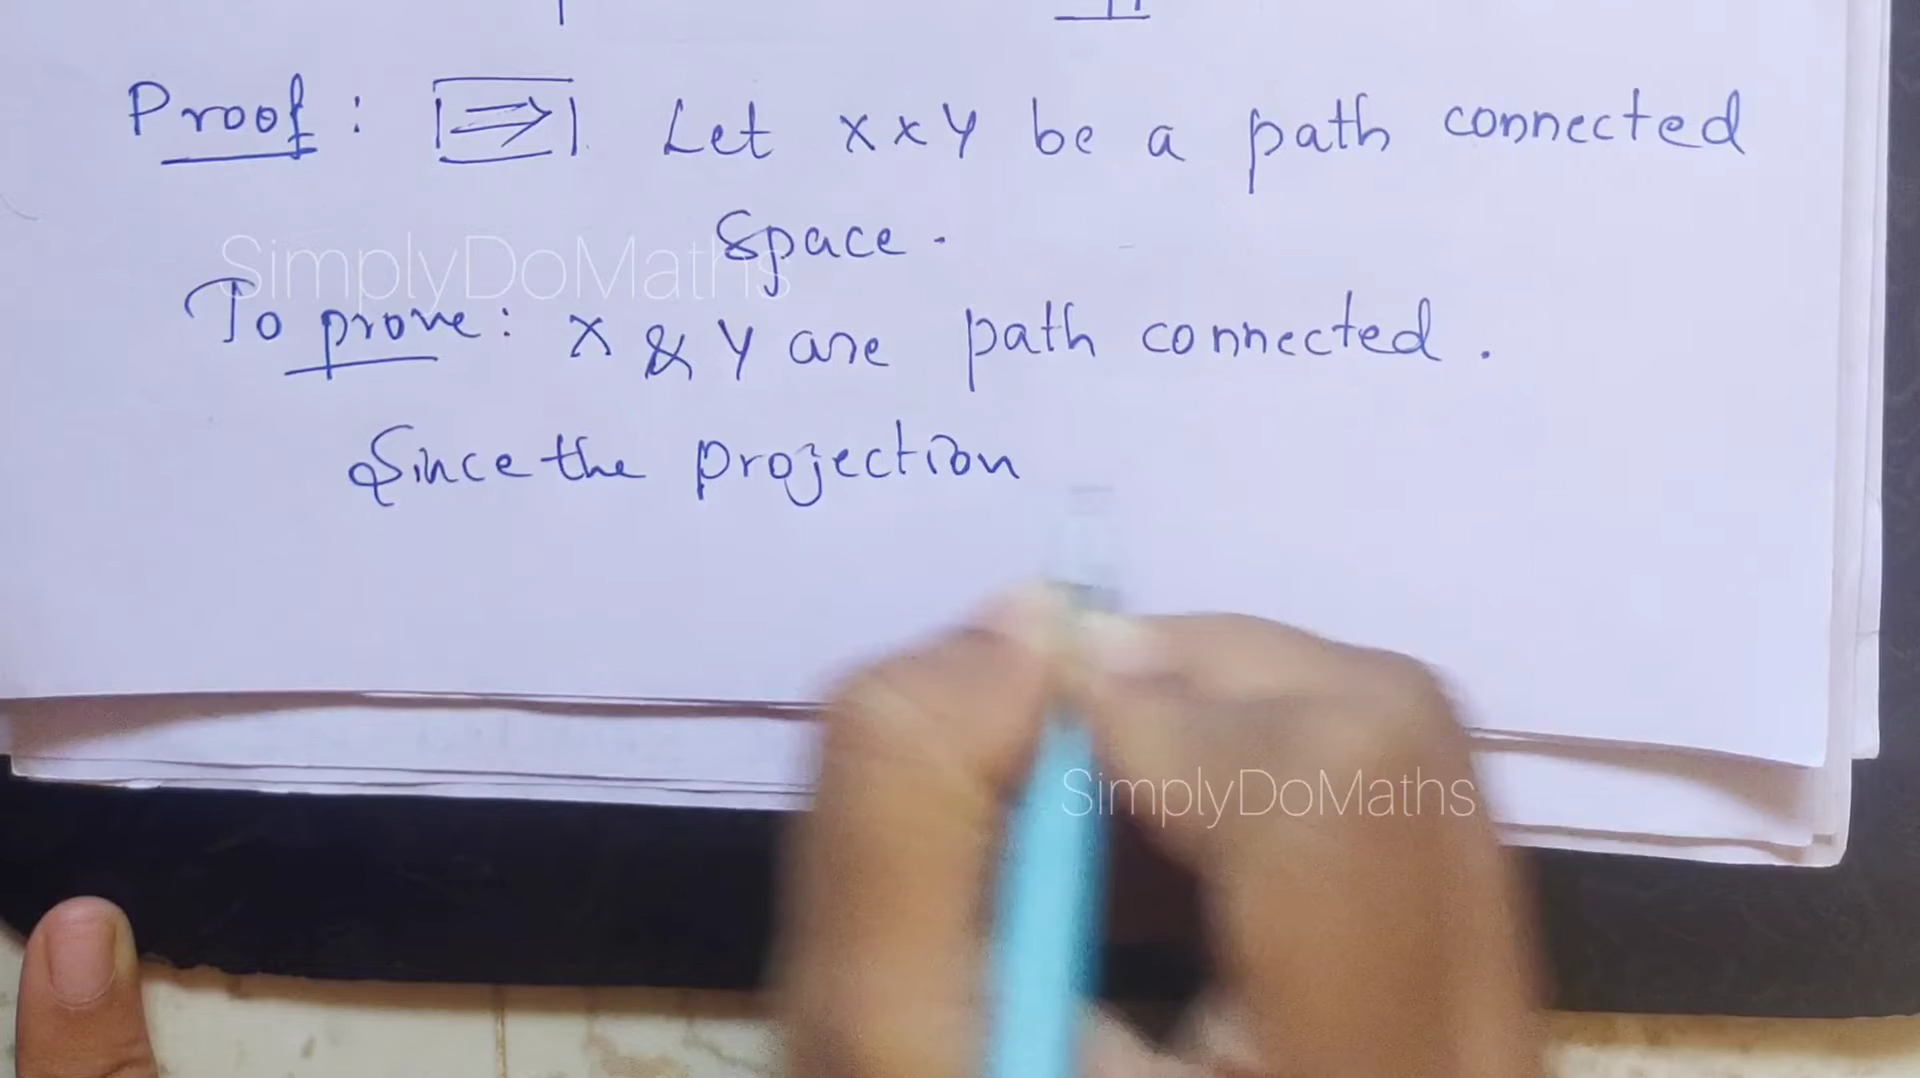 Proof : ⇒ Let X x Y be a path connected
Space .
SimplyDoMaths
To prove : X & Y are path connected .
Since the projection
SimplyDoMaths